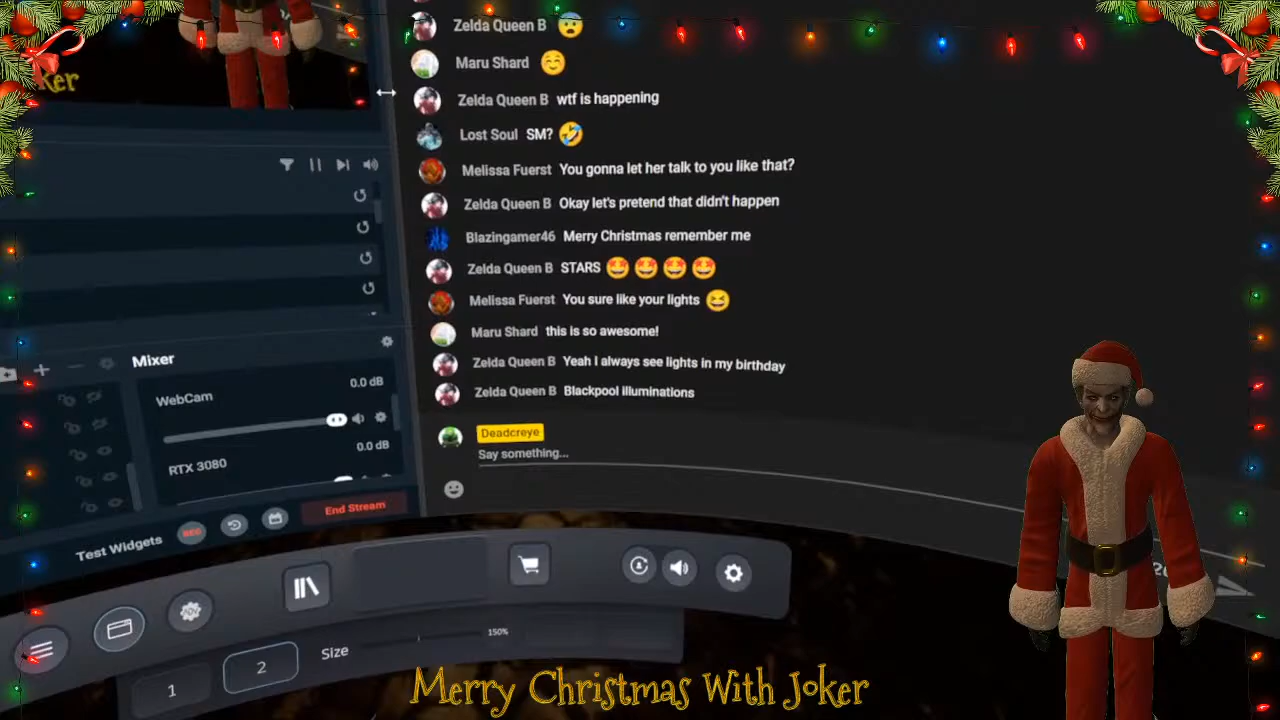 ker
Zelda Queen B 😨
Maru Shard ☺️
Zelda Queen B wtf is happening
Lost Soul SM? 🤣
Melissa Fuerst You gonna let her talk to you like that?
Zelda Queen B Okay let's pretend that didn't happen
Blazingamer46 Merry Christmas remember me
Zelda Queen B STARS 🤩🤩🤩🤩
Melissa Fuerst You sure like your lights 😆
Maru Shard this is so awesome!
Zelda Queen B Yeah I always see lights in my birthday
Zelda Queen B Blackpool illuminations
Deadcreye
Say something...
Mixer
WebCam 0.0 dB
RTX 3080 0.0 dB
Test Widgets REC End Stream
1 2 Size 150%
Merry Christmas With Joker